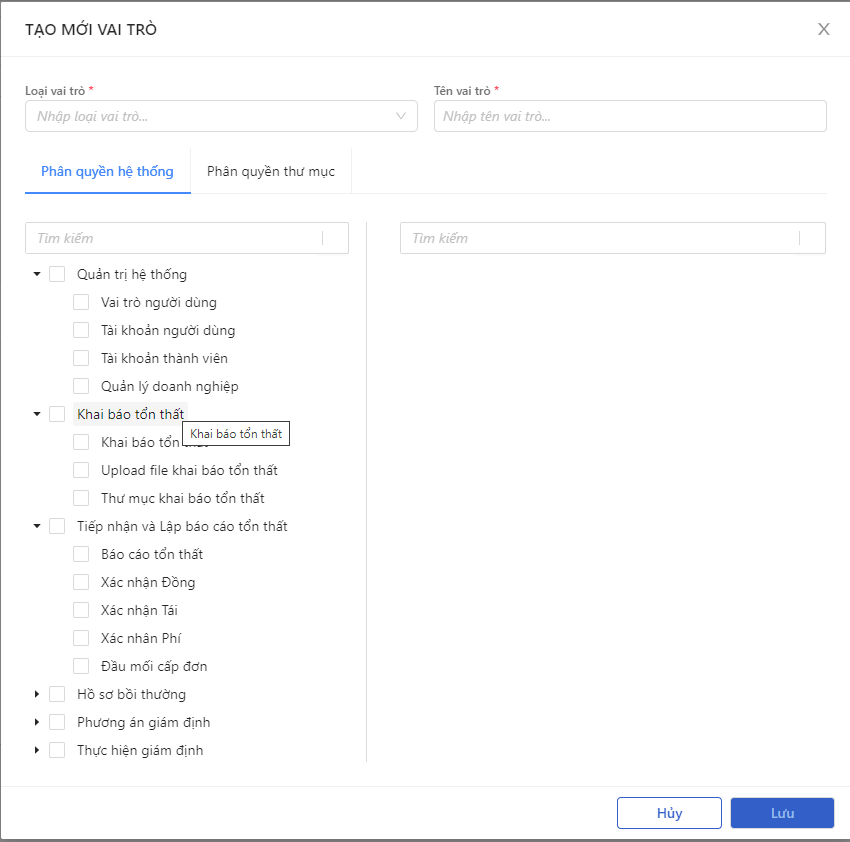 TẠO MỚI VAI TRÒ
Loại vai trò *
Tên vai trò *
Nhập loại vai trò...
Nhập tên vai trò...
Phân quyền hệ thống
Phân quyền thư mục
Tìm kiếm
Tìm kiếm
Quản trị hệ thống
Vai trò người dùng
Tài khoản người dùng
Tài khoản thành viên
Quản lý doanh nghiệp
Khai báo tổn thất
Khai báo tổn thất
Khai báo tổn
Upload file khai báo tổn thất
Thư mục khai báo tổn thất
Tiếp nhận và Lập báo cáo tổn thất
Báo cáo tổn thất
Xác nhận Đồng
Xác nhận Tái
Xác nhân Phí
Đầu mối cấp đơn
Hồ sơ bồi thường
Phương án giám định
Thực hiện giám định
Hủy
Lưu